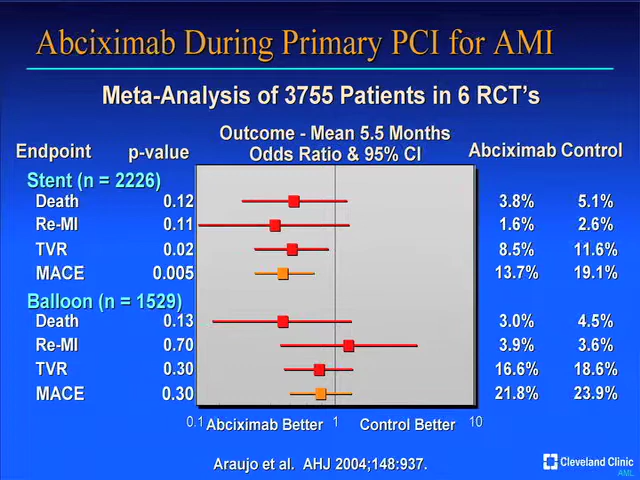 Abciximab During Primary PCI for AMI
Meta-Analysis of 3755 Patients in 6 RCT's
Outcome - Mean 5.5 Months
Endpoint p-value Odds Ratio & 95% CI Abciximab Control
Stent (n = 2226)
Death 0.12 3.8% 5.1%
Re-MI 0.11 1.6% 2.6%
TVR 0.02 8.5% 11.6%
MACE 0.005 13.7% 19.1%
Balloon (n = 1529)
Death 0.13 3.0% 4.5%
Re-MI 0.70 3.9% 3.6%
TVR 0.30 16.6% 18.6%
MACE 0.30 21.8% 23.9%
0.1 Abciximab Better 1 Control Better 10
Araujo et al. AHJ 2004;148:937.
Cleveland Clinic
AML